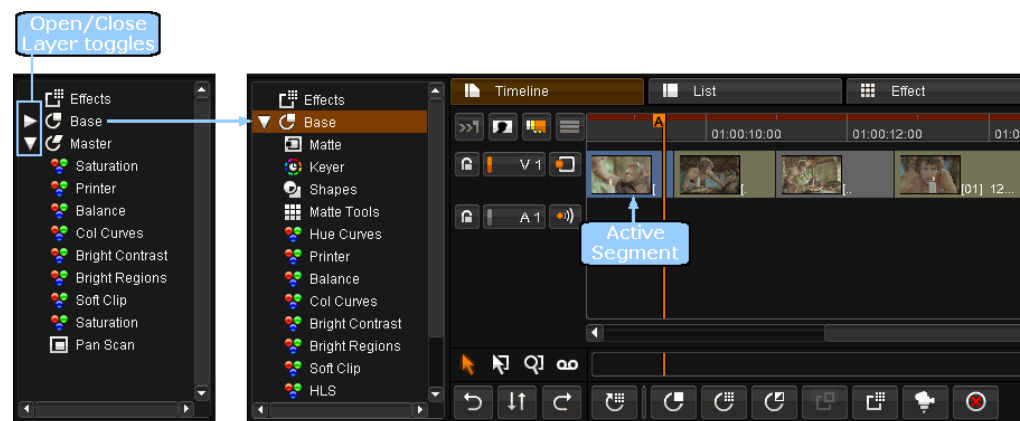 Open/Close
Layer toggles
Effects
Base
Master
Saturation
Printer
Balance
Col Curves
Bright Contrast
Bright Regions
Soft Clip
Saturation
Pan Scan
Effects
Base
Matte
Keyer
Shapes
Matte Tools
Hue Curves
Printer
Balance
Col Curves
Bright Contrast
Bright Regions
Soft Clip
HLS
Timeline
List
Effect
A
01:00:10:00
01:00:12:00
01:0
V 1
[
[.
[..
[01] 12...
A 1
Active
Segment